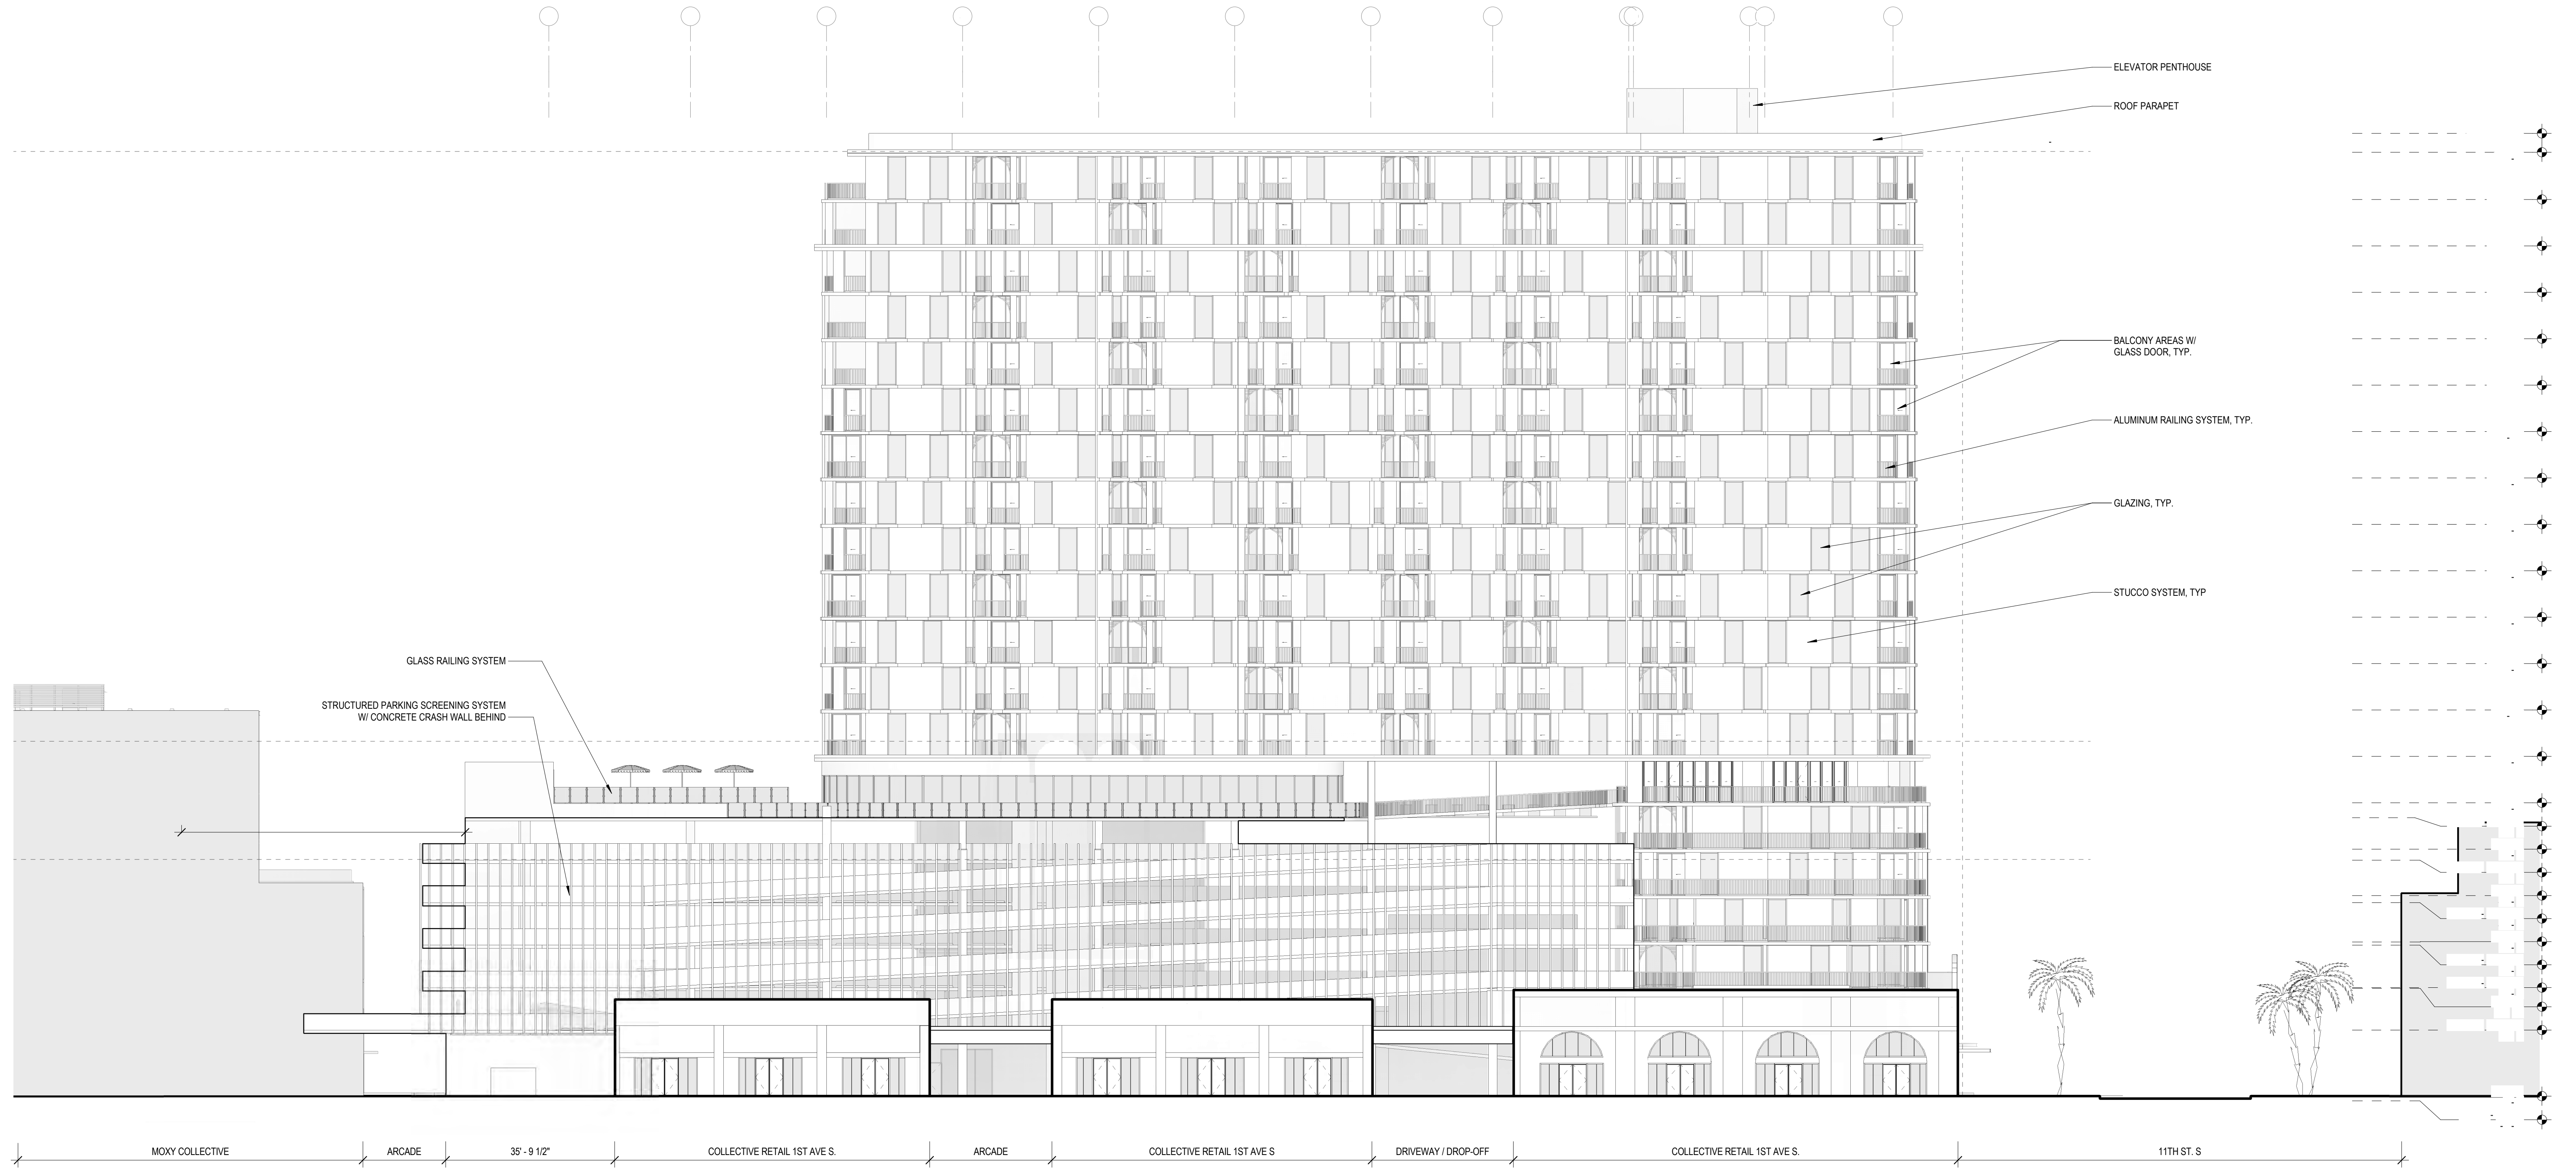 ELEVATOR PENTHOUSE
ROOF PARAPET
BALCONY AREAS W/
GLASS DOOR, TYP.
ALUMINUM RAILING SYSTEM, TYP.
GLAZING, TYP.
STUCCO SYSTEM, TYP
GLASS RAILING SYSTEM
STRUCTURED PARKING SCREENING SYSTEM
W/ CONCRETE CRASH WALL BEHIND
MOXY COLLECTIVE
ARCADE
35' - 9 1/2"
COLLECTIVE RETAIL 1ST AVE S.
ARCADE
COLLECTIVE RETAIL 1ST AVE S
DRIVEWAY / DROP-OFF
COLLECTIVE RETAIL 1ST AVE S.
11TH ST. S